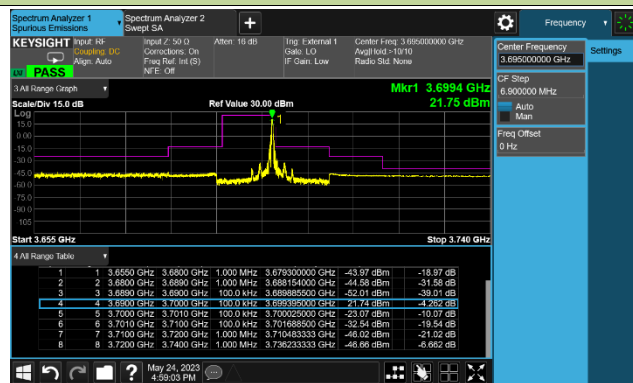 Spectrum Analyzer 1
Spurious Emissions
Spectrum Analyzer 2
Swept SA
Frequency
KEYSIGHT
Input: RF
Coupling: DC
Align: Auto
Input Z: 50 Ω
Corrections: On
Freq Ref: Int (S)
NFE: Off
Atten: 16 dB
Trig: External 1
Gate: LO
IF Gain: Low
Center Freq: 3.695000000 GHz
Avg|Hold:>10/10
Radio Std: None
PASS
Center Frequency
3.695000000 GHz
Settings
CF Step
6.900000 MHz
Auto
Man
Freq Offset
0 Hz
3 All Range Graph
Mkr1 3.6994 GHz
Scale/Div 15.0 dB
Ref Value 30.00 dBm
21.75 dBm
Log
15.0
0.00
-15.0
-30.0
-45.0
-60.0
-75.0
-90.0
-105
1
Start 3.655 GHz
Stop 3.740 GHz
4 All Range Table
1 1 3.6550 GHz 3.6800 GHz 1.000 MHz 3.679300000 GHz -43.97 dBm -18.97 dB
2 2 3.6800 GHz 3.6890 GHz 1.000 MHz 3.688154000 GHz -44.58 dBm -31.58 dB
3 3 3.6890 GHz 3.6900 GHz 100.0 kHz 3.689885500 GHz -52.01 dBm -39.01 dB
4 4 3.6900 GHz 3.7000 GHz 100.0 kHz 3.699395000 GHz 21.74 dBm -4.262 dB
5 5 3.7000 GHz 3.7010 GHz 100.0 kHz 3.700025000 GHz -23.07 dBm -10.07 dB
6 6 3.7010 GHz 3.7100 GHz 100.0 kHz 3.701688500 GHz -32.54 dBm -19.54 dB
7 7 3.7100 GHz 3.7200 GHz 1.000 MHz 3.710483333 GHz -46.02 dBm -21.02 dB
8 8 3.7200 GHz 3.7400 GHz 1.000 MHz 3.736233333 GHz -46.66 dBm -6.662 dB
May 24, 2023
4:59:03 PM